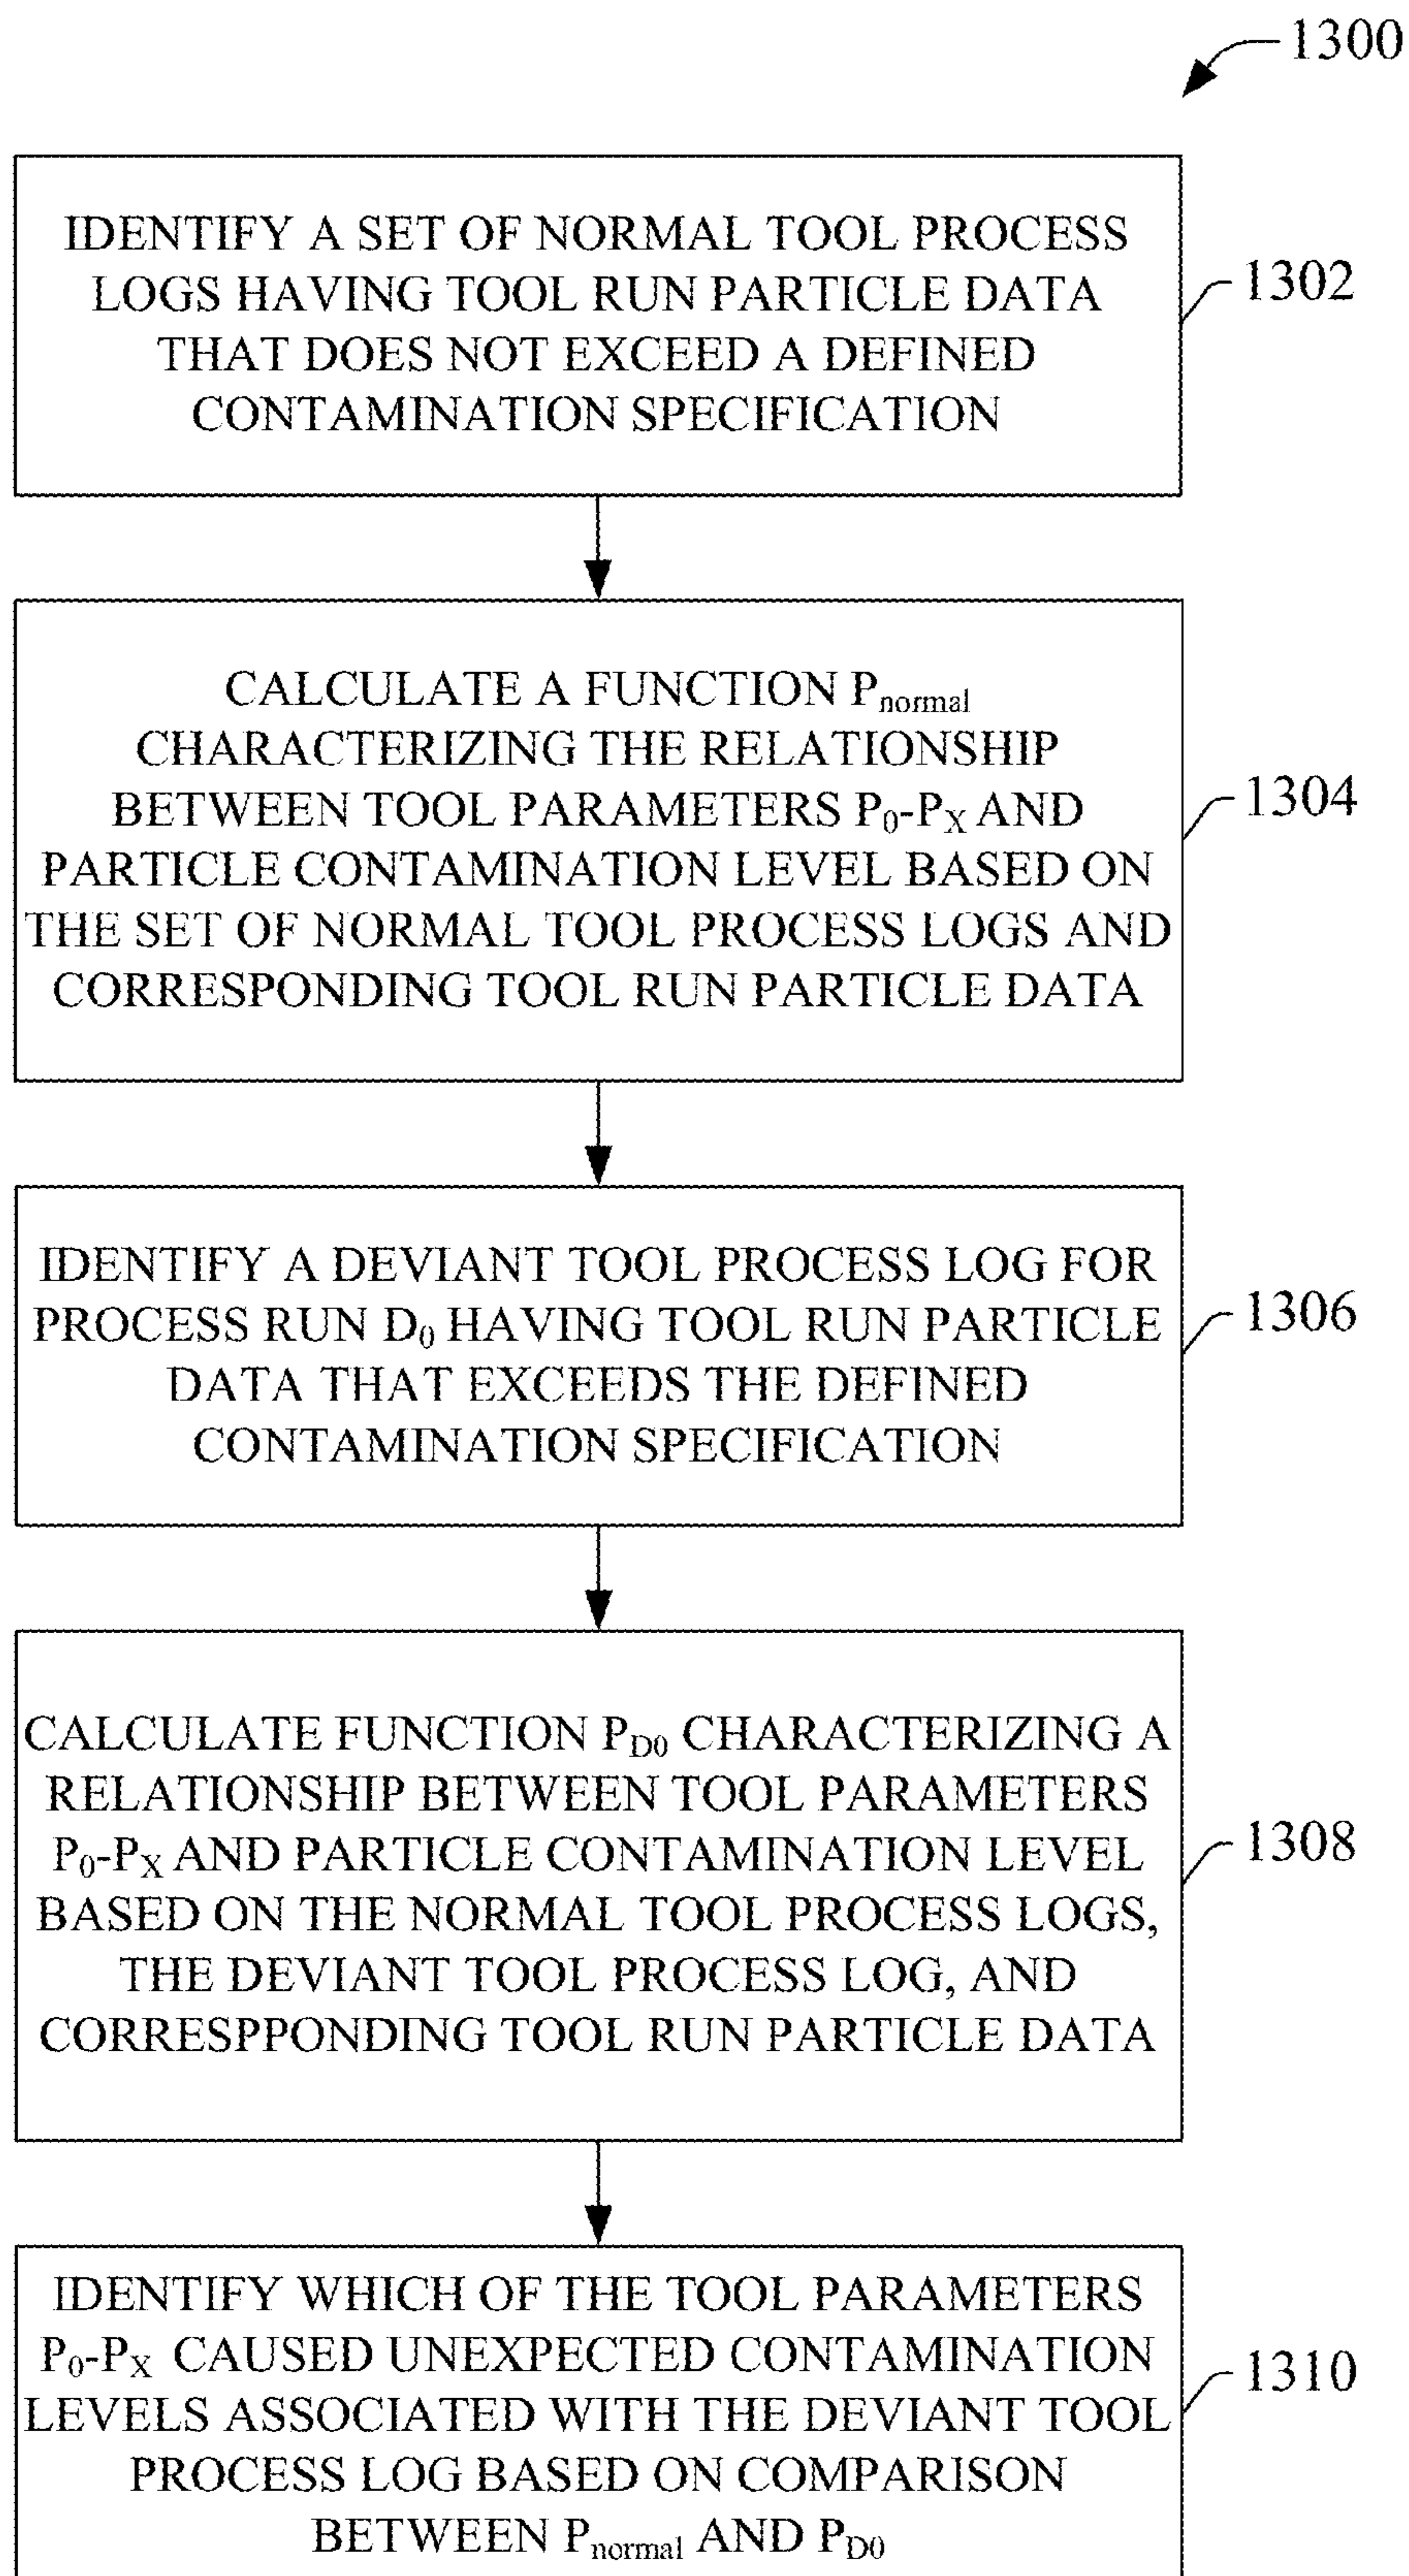 1300
IDENTIFY A SET OF NORMAL TOOL PROCESS
LOGS HAVING TOOL RUN PARTICLE DATA
THAT DOES NOT EXCEED A DEFINED
CONTAMINATION SPECIFICATION
1302
CALCULATE A FUNCTION Pnormal
CHARACTERIZING THE RELATIONSHIP
BETWEEN TOOL PARAMETERS P0-PX AND
PARTICLE CONTAMINATION LEVEL BASED ON
THE SET OF NORMAL TOOL PROCESS LOGS AND
CORRESPONDING TOOL RUN PARTICLE DATA
1304
IDENTIFY A DEVIANT TOOL PROCESS LOG FOR
PROCESS RUN D0 HAVING TOOL RUN PARTICLE
DATA THAT EXCEEDS THE DEFINED
CONTAMINATION SPECIFICATION
1306
CALCULATE FUNCTION PD0 CHARACTERIZING A
RELATIONSHIP BETWEEN TOOL PARAMETERS
P0-PX AND PARTICLE CONTAMINATION LEVEL
BASED ON THE NORMAL TOOL PROCESS LOGS,
THE DEVIANT TOOL PROCESS LOG, AND
CORRESPPONDING TOOL RUN PARTICLE DATA
1308
IDENTIFY WHICH OF THE TOOL PARAMETERS
P0-PX CAUSED UNEXPECTED CONTAMINATION
LEVELS ASSOCIATED WITH THE DEVIANT TOOL
PROCESS LOG BASED ON COMPARISON
BETWEEN Pnormal AND PD0
1310